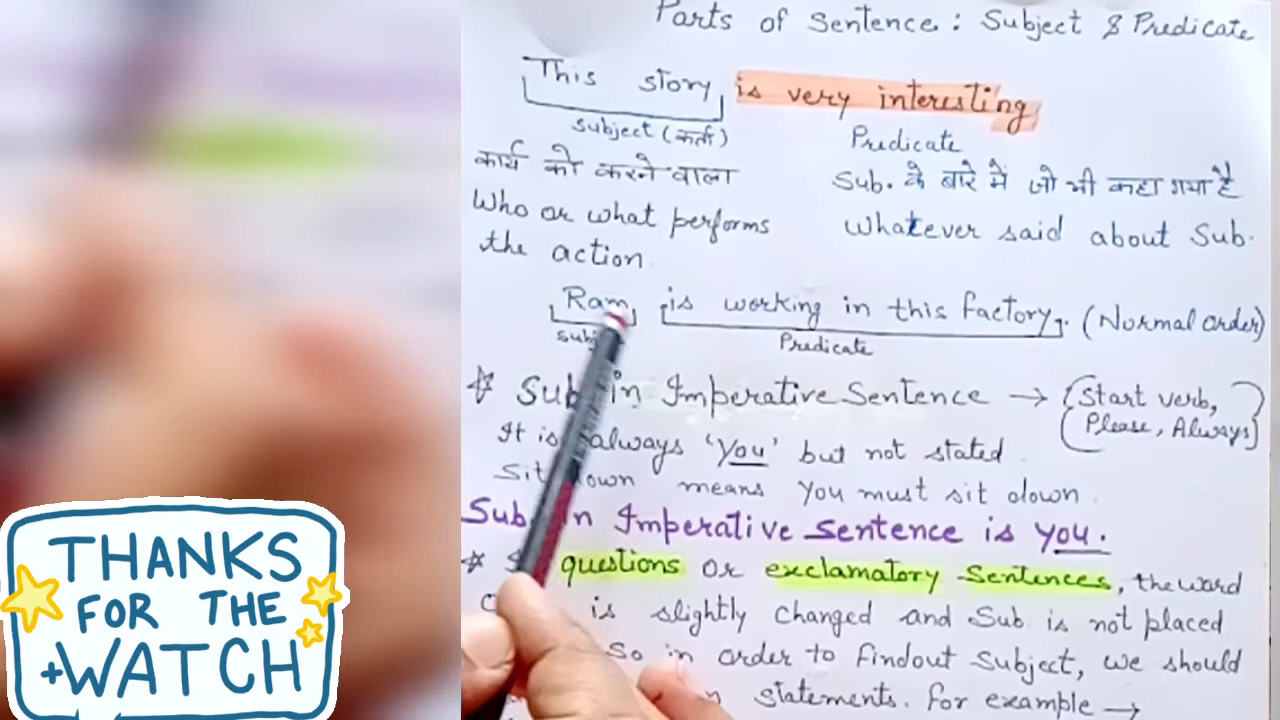 Parts of Sentence : Subject & Predicate
This story is very interesting
Subject (कर्ता) Predicate
कार्य को करने वाला
Who or what performs
the action
Sub. के बारे में जो भी कहा गया है
Whatever said about Sub.
Ram is working in this factory. (Normal Order)
Predicate
* Sub in Imperative Sentence → (Start verb,
Please, Always)
It is always 'You' but not stated
Sit down means You must sit down.
Sub in Imperative Sentence is You.
* questions or exclamatory Sentences, the word
is slightly changed and Sub. is not placed
So in order to findout Subject, we should
statements. For example →
THANKS
FOR THE
WATCH